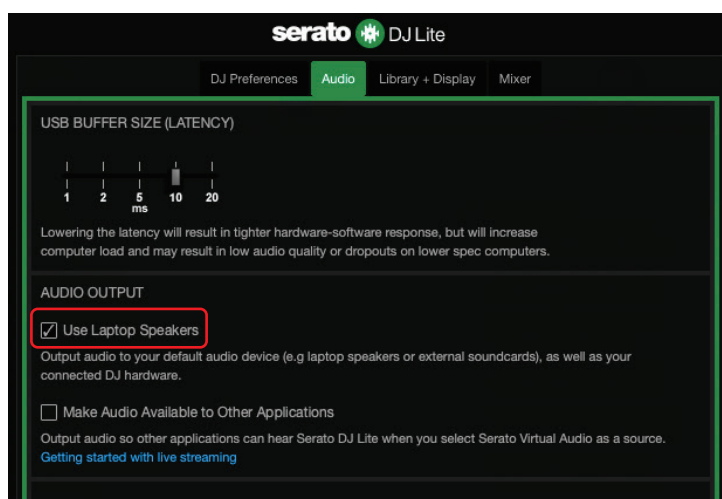 serato DJ Lite
DJ Preferences Audio Library + Display Mixer
USB BUFFER SIZE (LATENCY)
1 2 5 10 20
ms
Lowering the latency will result in tighter hardware-software response, but will increase
computer load and may result in low audio quality or dropouts on lower spec computers.
AUDIO OUTPUT
Use Laptop Speakers
Output audio to your default audio device (e.g laptop speakers or external soundcards), as well as your
connected DJ hardware.
Make Audio Available to Other Applications
Output audio so other applications can hear Serato DJ Lite when you select Serato Virtual Audio as a source.
Getting started with live streaming